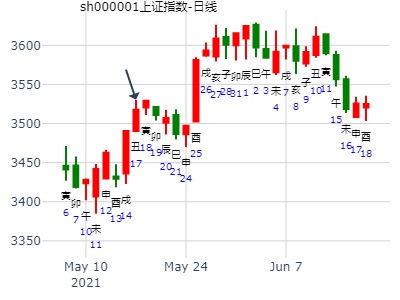 sh000001上证指数-日线
3600
3550
3500
3450
3400
3350
寅
6
卯
7
午
10
未
11
申
12
酉
13
戌
14
丑
17
寅
18
卯
19
辰
20
巳
21
申
24
酉
25
戌
26
亥
27
子
28
卯
31
辰
1
巳
2
午
3
未
4
戌
7
亥
8
子
9
丑
10
寅
11
午
15
未
16
申
17
酉
18
May 10
2021
May 24
Jun 7